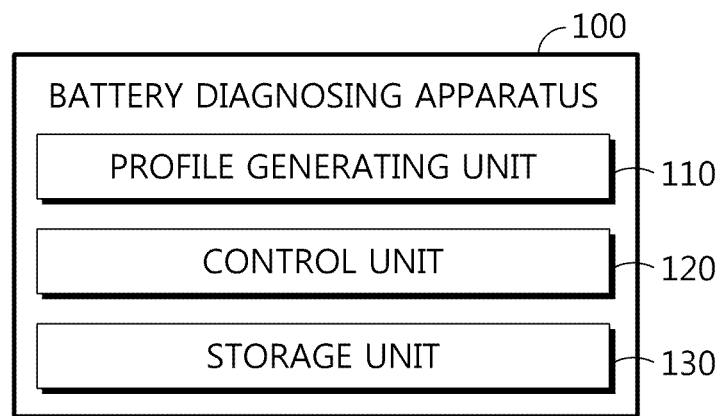 100
BATTERY DIAGNOSING APPARATUS
PROFILE GENERATING UNIT
110
CONTROL UNIT
120
STORAGE UNIT
130